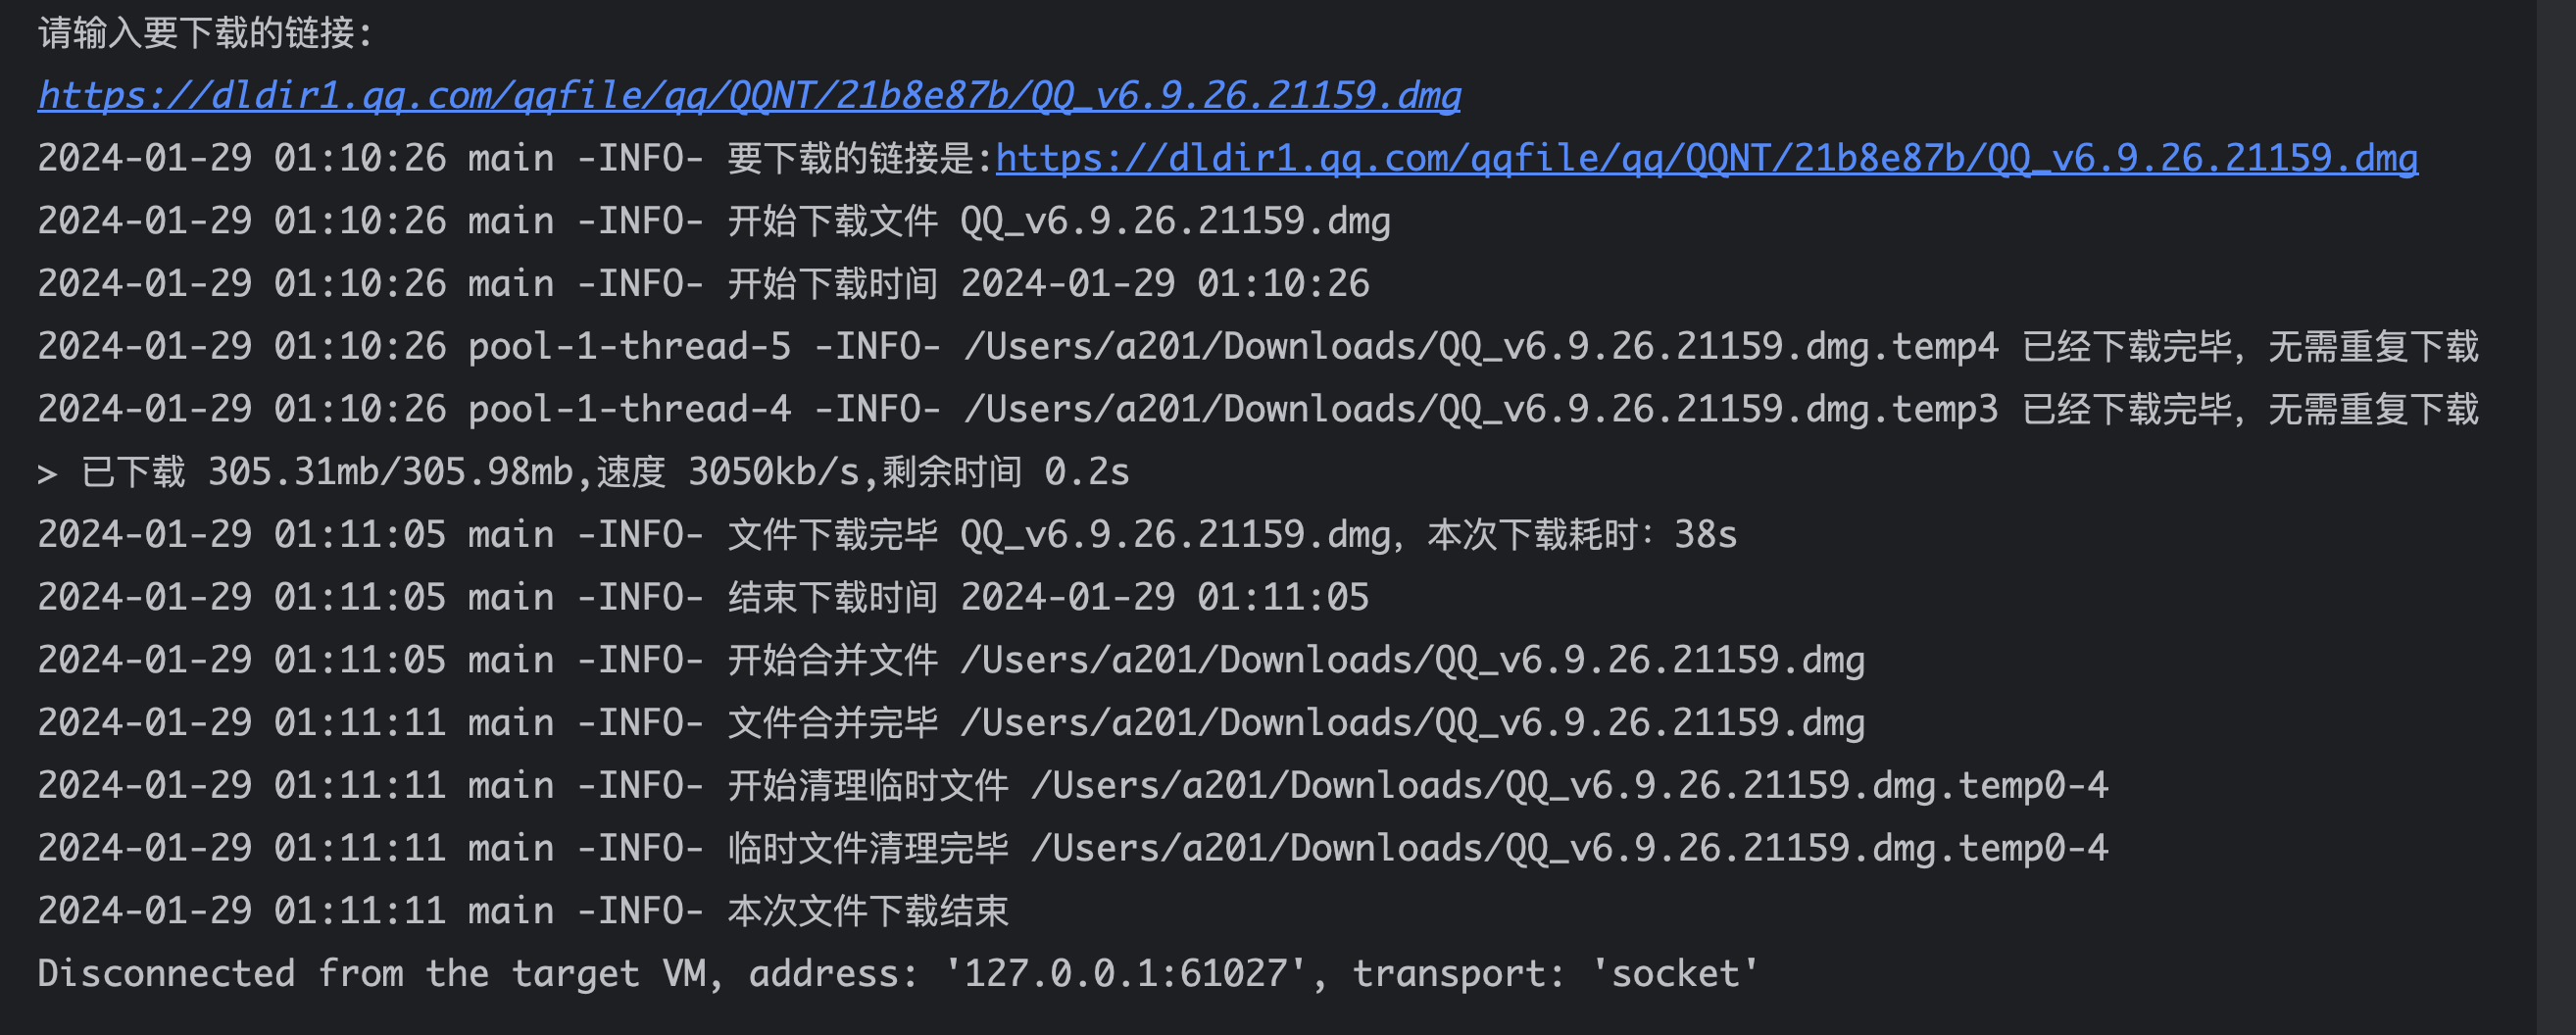 请输入要下载的链接:
https://dldir1.qq.com/qqfile/qq/QQNT/21b8e87b/QQ_v6.9.26.21159.dmg
2024-01-29 01:10:26 main -INFO- 要下载的链接是:https://dldir1.qq.com/qqfile/qq/QQNT/21b8e87b/QQ_v6.9.26.21159.dmg
2024-01-29 01:10:26 main -INFO- 开始下载文件 QQ_v6.9.26.21159.dmg
2024-01-29 01:10:26 main -INFO- 开始下载时间 2024-01-29 01:10:26
2024-01-29 01:10:26 pool-1-thread-5 -INFO- /Users/a201/Downloads/QQ_v6.9.26.21159.dmg.temp4 已经下载完毕，无需重复下载
2024-01-29 01:10:26 pool-1-thread-4 -INFO- /Users/a201/Downloads/QQ_v6.9.26.21159.dmg.temp3 已经下载完毕，无需重复下载
> 已下载 305.31mb/305.98mb,速度 3050kb/s,剩余时间 0.2s
2024-01-29 01:11:05 main -INFO- 文件下载完毕 QQ_v6.9.26.21159.dmg，本次下载耗时：38s
2024-01-29 01:11:05 main -INFO- 结束下载时间 2024-01-29 01:11:05
2024-01-29 01:11:05 main -INFO- 开始合并文件 /Users/a201/Downloads/QQ_v6.9.26.21159.dmg
2024-01-29 01:11:11 main -INFO- 文件合并完毕 /Users/a201/Downloads/QQ_v6.9.26.21159.dmg
2024-01-29 01:11:11 main -INFO- 开始清理临时文件 /Users/a201/Downloads/QQ_v6.9.26.21159.dmg.temp0-4
2024-01-29 01:11:11 main -INFO- 临时文件清理完毕 /Users/a201/Downloads/QQ_v6.9.26.21159.dmg.temp0-4
2024-01-29 01:11:11 main -INFO- 本次文件下载结束
Disconnected from the target VM, address: '127.0.0.1:61027', transport: 'socket'